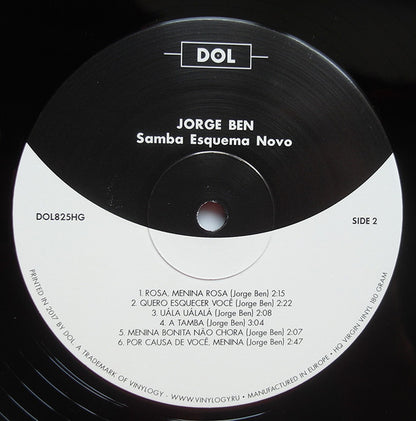 DOL
JORGE BEN
Samba Esquema Novo
DOL825HG
SIDE 2
1. ROSA, MENINA ROSA (Jorge Ben) 2:15
2. QUERO ESQUECER VOCÊ (Jorge Ben) 2:22
3. UÁLA UÁLALÁ (Jorge Ben) 2:08
4. A TAMBA (Jorge Ben) 3:04
5. MENINA BONITA NÃO CHORA (Jorge Ben) 2:07
6. POR CAUSA DE VOCÊ, MENINA (Jorge Ben) 2:47
PRINTED IN 2017 BY DOL. A TRADEMARK OF VINYLOGY • WWW.VINYLOGY.RU • MANUFACTURED IN EUROPE • HQ VIRGIN VINYL 180 GRAM